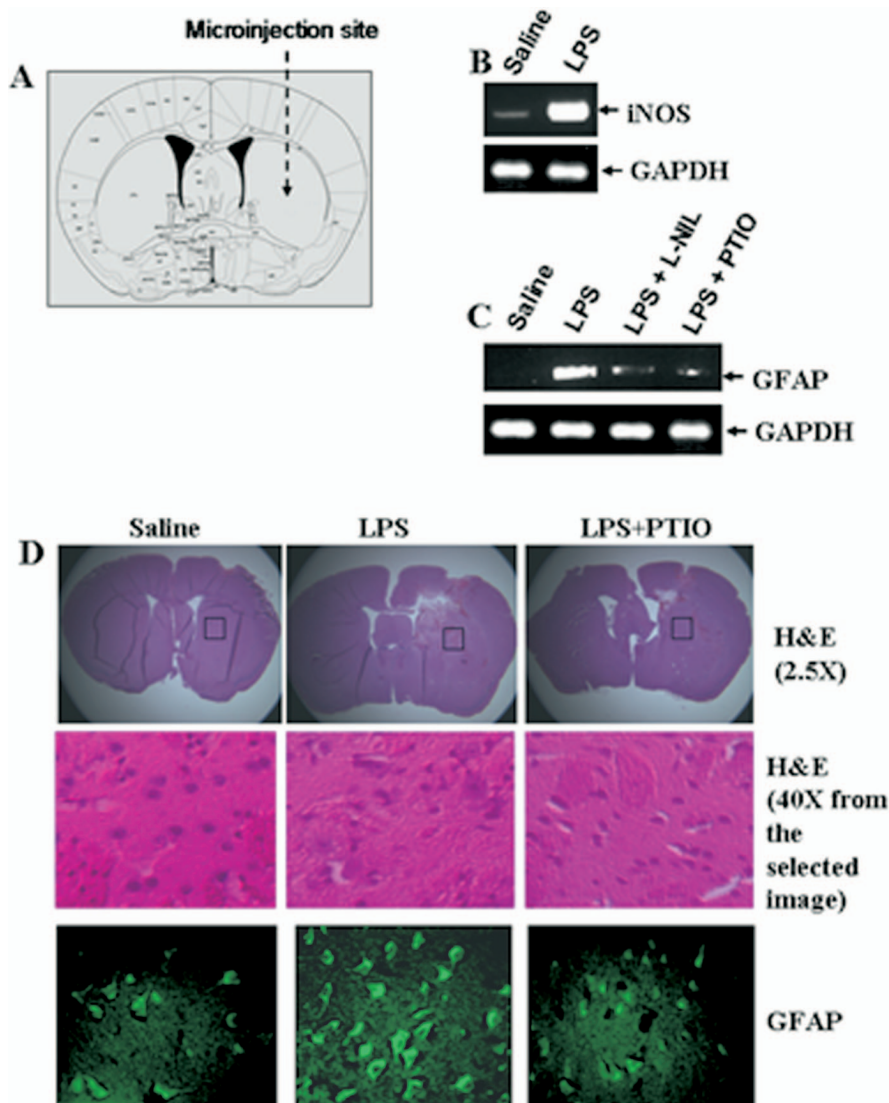 Microinjection site
A
B
Saline
LPS
iNOS
GAPDH
C
Saline
LPS
LPS + L-NIL
LPS + PTIO
GFAP
GAPDH
D
Saline
LPS
LPS+PTIO
H&E
(2.5X)
H&E
(40X from
the
selected
image)
GFAP